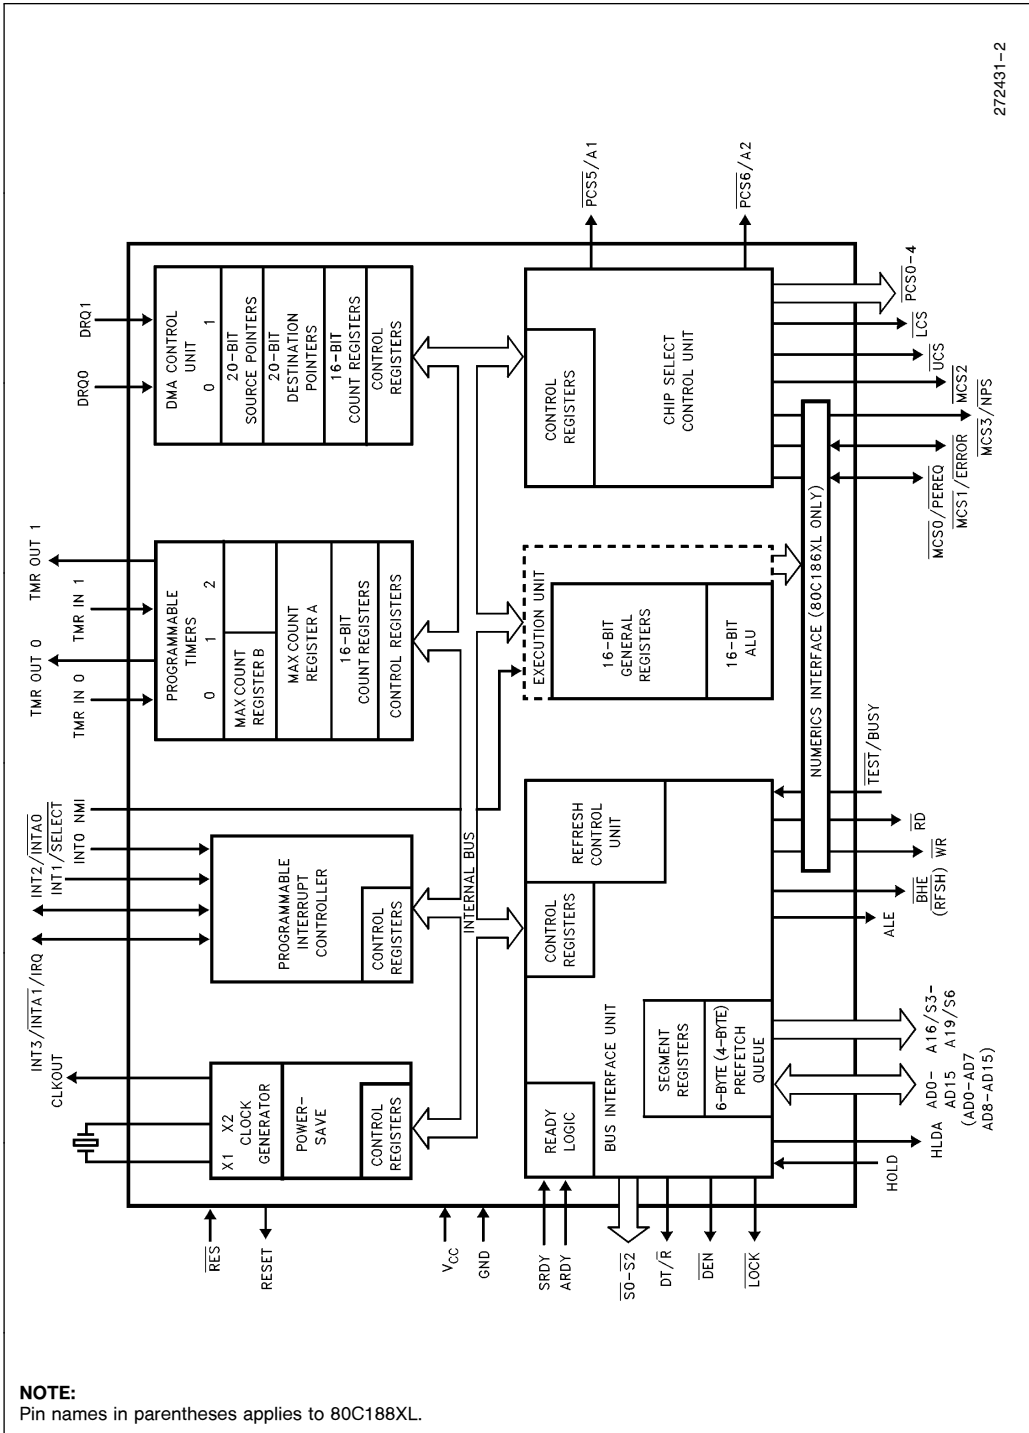 272431-2
INT3/INTA1/IRQ
INT2/INTA0
INT1/SELECT
INT0
NMI
TMR OUT 1
TMR IN 1
TMR OUT 0
TMR IN 0
DRQ1
DRQ0
CLKOUT
X1 X2
CLOCK
GENERATOR
POWER-
SAVE
CONTROL
REGISTERS
PROGRAMMABLE
INTERRUPT
CONTROLLER
CONTROL
REGISTERS
PROGRAMMABLE
TIMERS
0 1 2
MAX COUNT
REGISTER B
MAX COUNT
REGISTER A
16-BIT
COUNT REGISTERS
CONTROL REGISTERS
DMA CONTROL
UNIT
0 1
20-BIT
SOURCE POINTERS
20-BIT
DESTINATION
POINTERS
16-BIT
COUNT REGISTERS
CONTROL
REGISTERS
INTERNAL BUS
RES
RESET
VCC
GND
SRDY
ARDY
S0-S2
DT/R
DEN
LOCK
READY
LOGIC
BUS INTERFACE UNIT
CONTROL
REGISTERS
REFRESH
CONTROL
UNIT
SEGMENT
REGISTERS
6-BYTE (4-BYTE)
PREFETCH
QUEUE
EXECUTION UNIT
16-BIT
GENERAL
REGISTERS
16-BIT
ALU
CONTROL
REGISTERS
CHIP SELECT
CONTROL UNIT
PCS5/A1
PCS6/A2
NUMERICS INTERFACE (80C186XL ONLY)
HOLD
HLDA
AD0-
AD15
(AD0-AD7
AD8-AD15)
A16/S3-
A19/S6
ALE
BHE
(RFSH)
WR
RD
TEST/BUSY
MCS0/PEREQ
MCS1/ERROR
MCS3/NPS
MCS2
UCS
LCS
PCS0-4
NOTE:
Pin names in parentheses applies to 80C188XL.